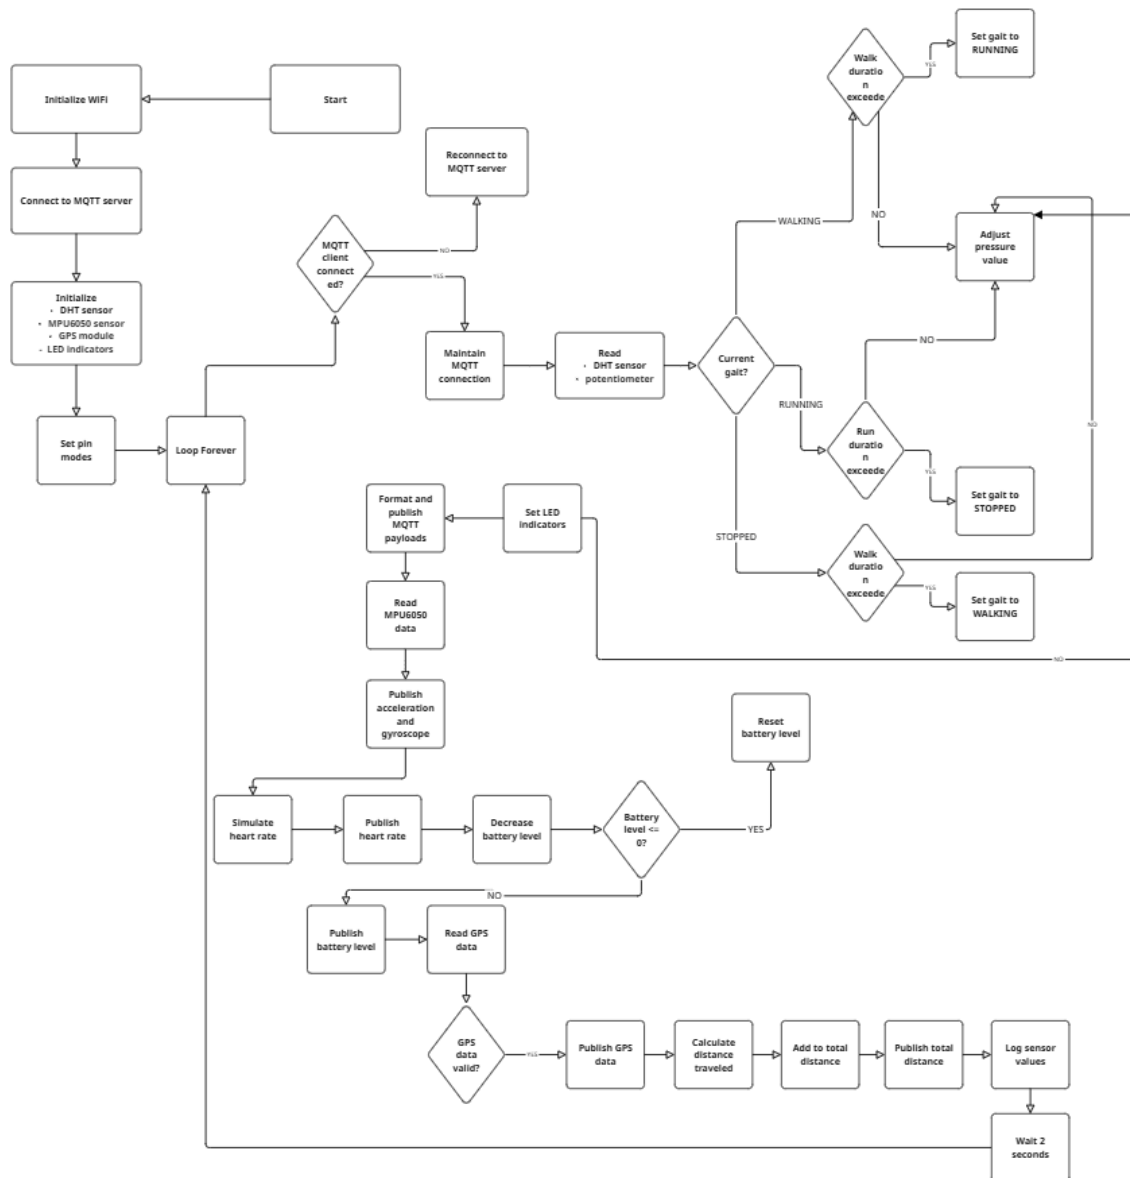 Start
Initialize WiFi
Connect to MQTT server
Initialize
• DHT sensor
• MPU6050 sensor
• GPS module
- LED indicators
Set pin
modes
Loop Forever
MQTT
client
connect
ed?
NO
Reconnect to
MQTT server
YES
Maintain
MQTT
connection
Read
• DHT sensor
• potentiometer
Current
gait?
WALKING
Walk
duratio
n
exceede
YES
Set gait to
RUNNING
NO
Adjust
pressure
value
RUNNING
Run
duratio
n
exceede
NO
YES
Set gait to
STOPPED
STOPPED
Walk
duratio
n
exceede
NO
YES
Set gait to
WALKING
NO
Set LED
indicators
Format and
publish
MQTT
payloads
Read
MPU6050
data
Publish
acceleration
and
gyroscope
Simulate
heart rate
Publish
heart rate
Decrease
battery level
Battery
level <=
0?
YES
Reset
battery level
NO
Publish
battery level
Read GPS
data
GPS
data
valid?
YES
Publish GPS
data
Calculate
distance
traveled
Add to total
distance
Publish total
distance
Log sensor
values
Wait 2
seconds